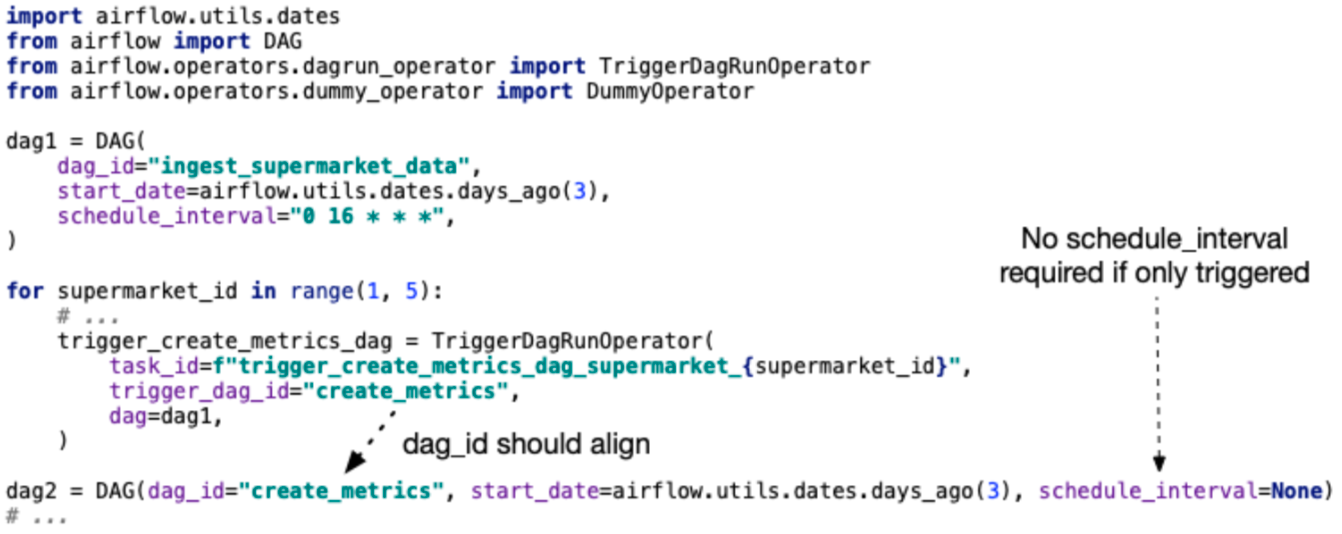 import airflow.utils.dates
from airflow import DAG
from airflow.operators.dagrun_operator import TriggerDagRunOperator
from airflow.operators.dummy_operator import DummyOperator
dag1 = DAG(
    dag_id="ingest_supermarket_data",
    start_date=airflow.utils.dates.days_ago(3),
    schedule_interval="0 16 * * *",
)
No schedule_interval
required if only triggered
for supermarket_id in range(1, 5):
    # ...
    trigger_create_metrics_dag = TriggerDagRunOperator(
        task_id=f"trigger_create_metrics_dag_supermarket_{supermarket_id}",
        trigger_dag_id="create_metrics",
        dag=dag1,
    )
dag_id should align
dag2 = DAG(dag_id="create_metrics", start_date=airflow.utils.dates.days_ago(3), schedule_interval=None)
# ...